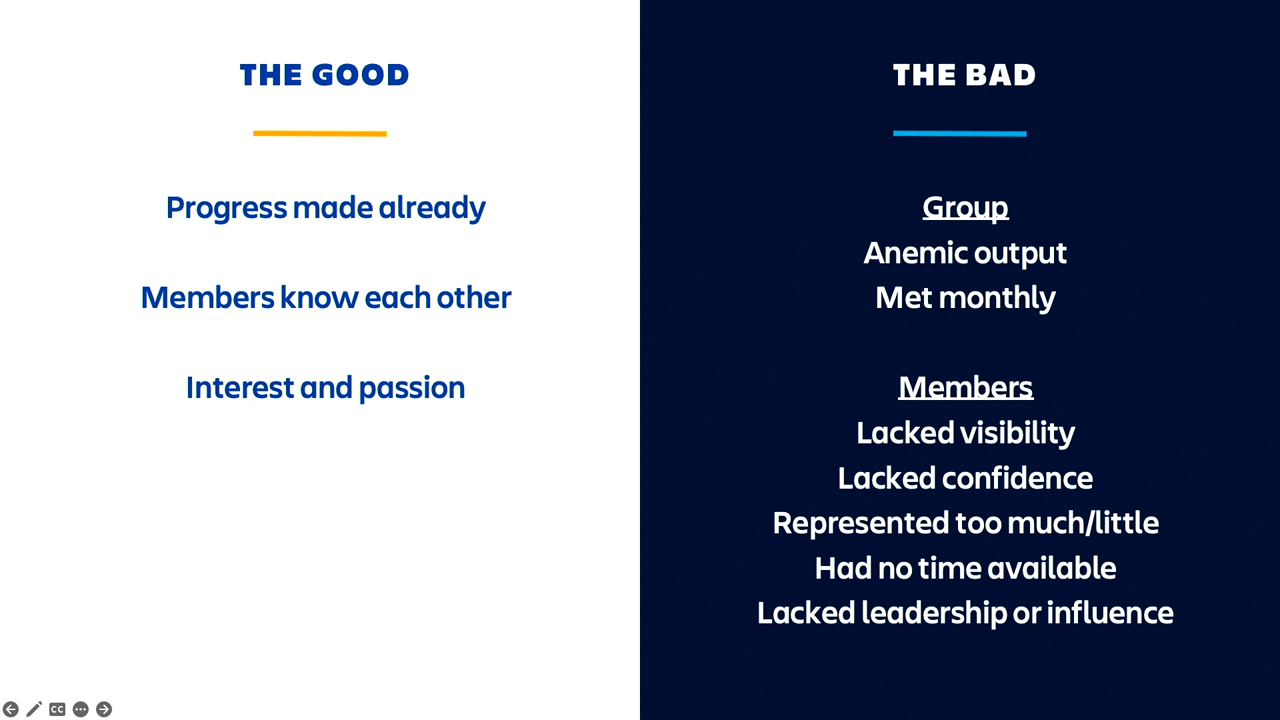 THE GOOD
Progress made already
Members know each other
Interest and passion
THE BAD
Group
Anemic output
Met monthly
Members
Lacked visibility
Lacked confidence
Represented too much/little
Had no time available
Lacked leadership or influence
CC